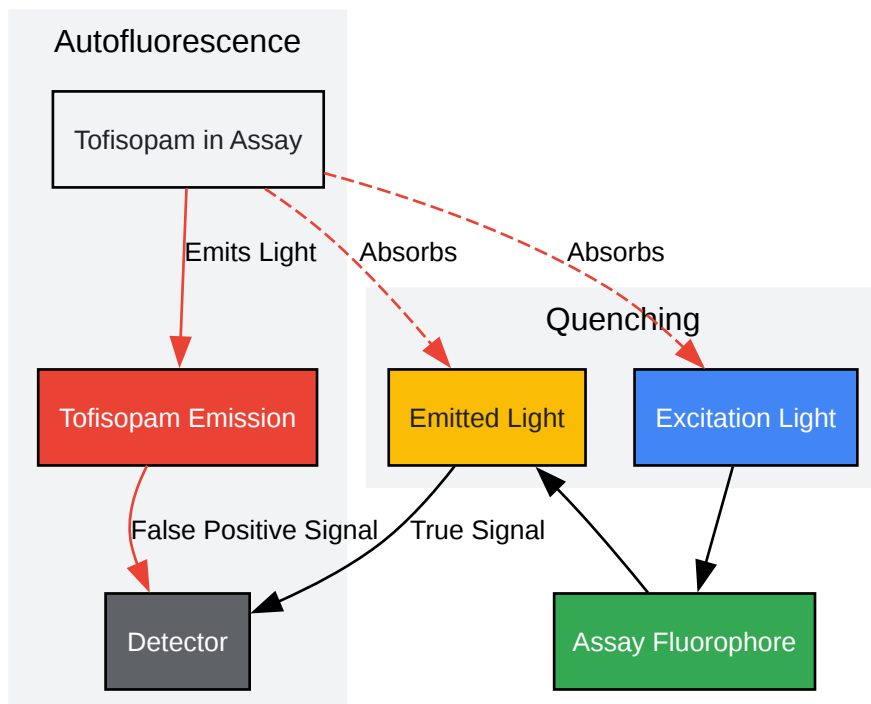 Autofluorescence
Tofisopam in Assay
Emits Light
Absorbs
Absorbs
Quenching
Tofisopam Emission
Emitted Light
Excitation Light
False Positive Signal
True Signal
Detector
Assay Fluorophore